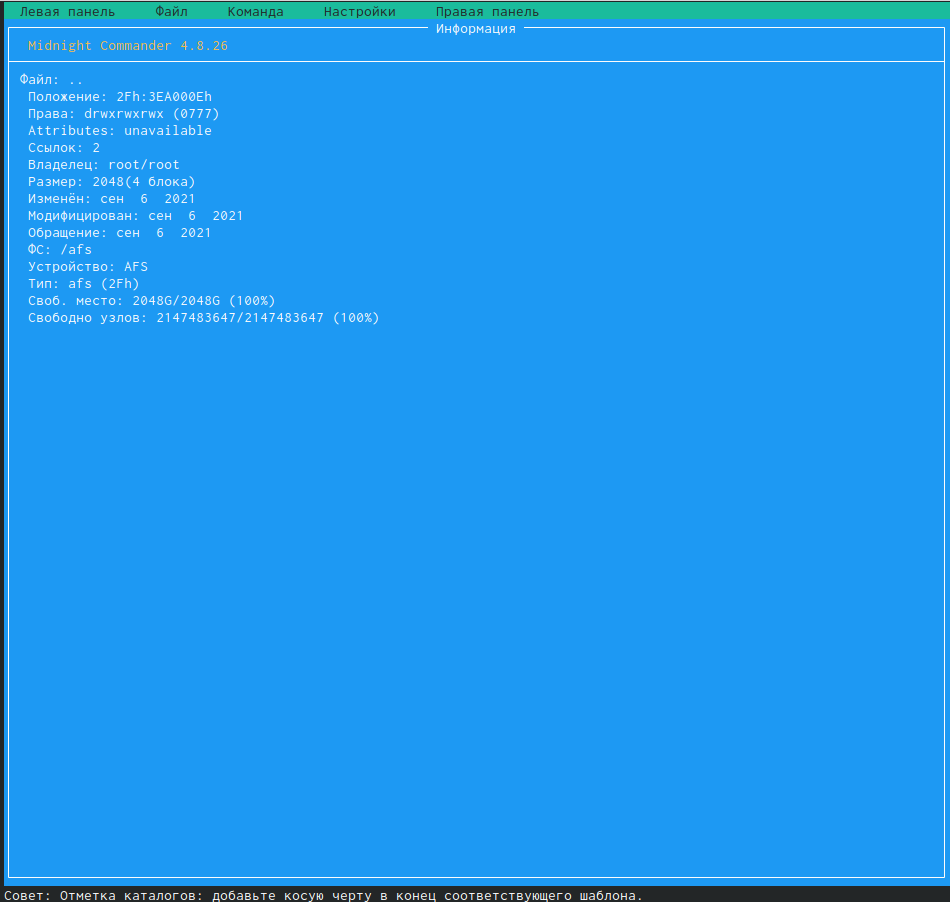 Левая панель Файл Команда Настройки Правая панель
Информация
Midnight Commander 4.8.26
Файл: ..
Положение: 2Fh:3EA000Eh
Права: drwxrwxrwx (0777)
Attributes: unavailable
Ссылок: 2
Владелец: root/root
Размер: 2048(4 блока)
Изменён: сен  6  2021
Модифицирован: сен  6  2021
Обращение: сен  6  2021
ФС: /afs
Устройство: AFS
Тип: afs (2Fh)
Своб. место: 2048G/2048G (100%)
Свободно узлов: 2147483647/2147483647 (100%)
Совет: Отметка каталогов: добавьте косую черту в конец соответствующего шаблона.